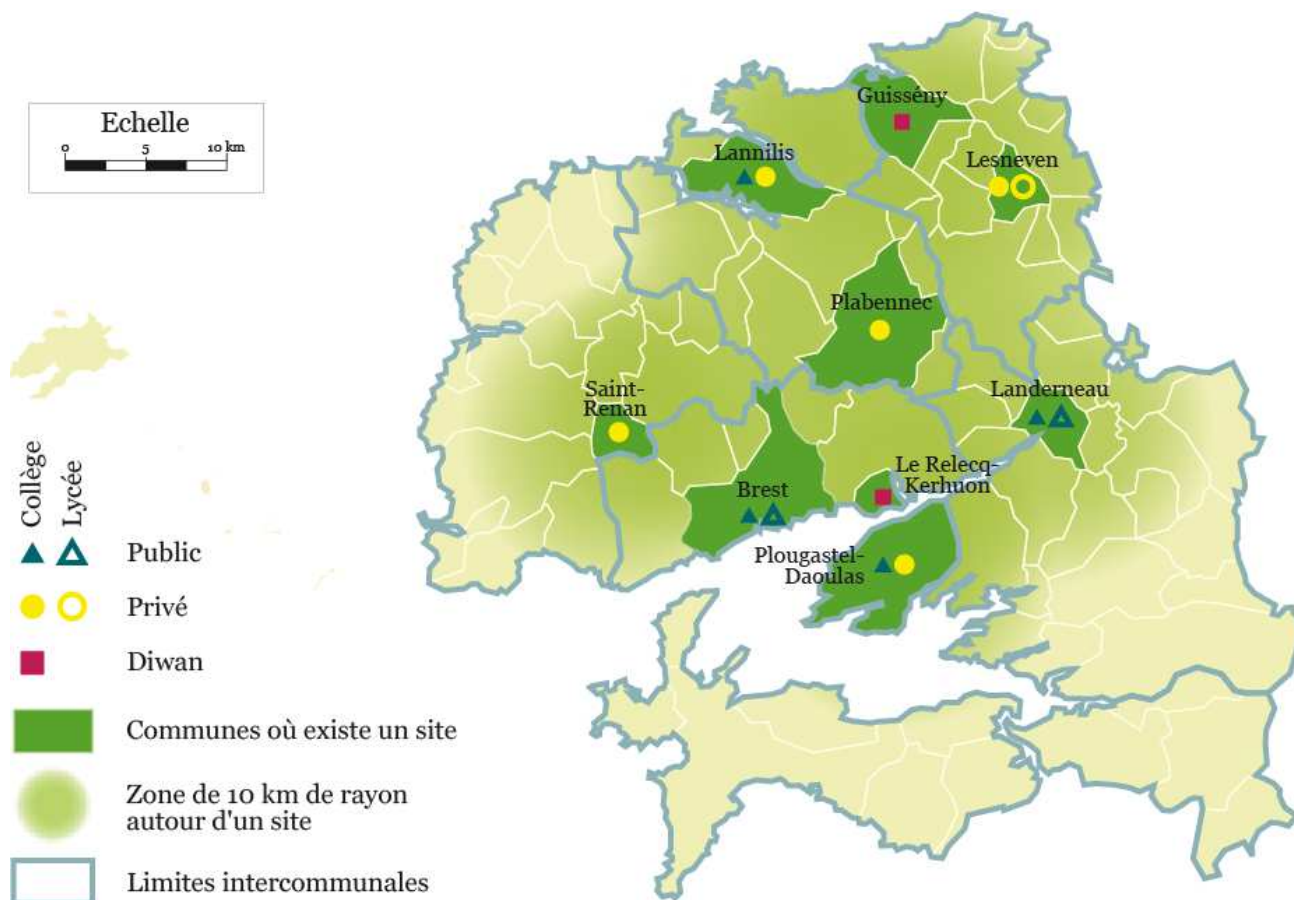 Echelle
0 5 10 km
Guissény
Lannilis
Lesneven
Plabennec
Landerneau
Saint-
Renan
Le Relecq-
Kerhuon
Brest
Plougastel-
Daoulas
Collège
Lycée
Public
Privé
Diwan
Communes où existe un site
Zone de 10 km de rayon
autour d'un site
Limites intercommunales